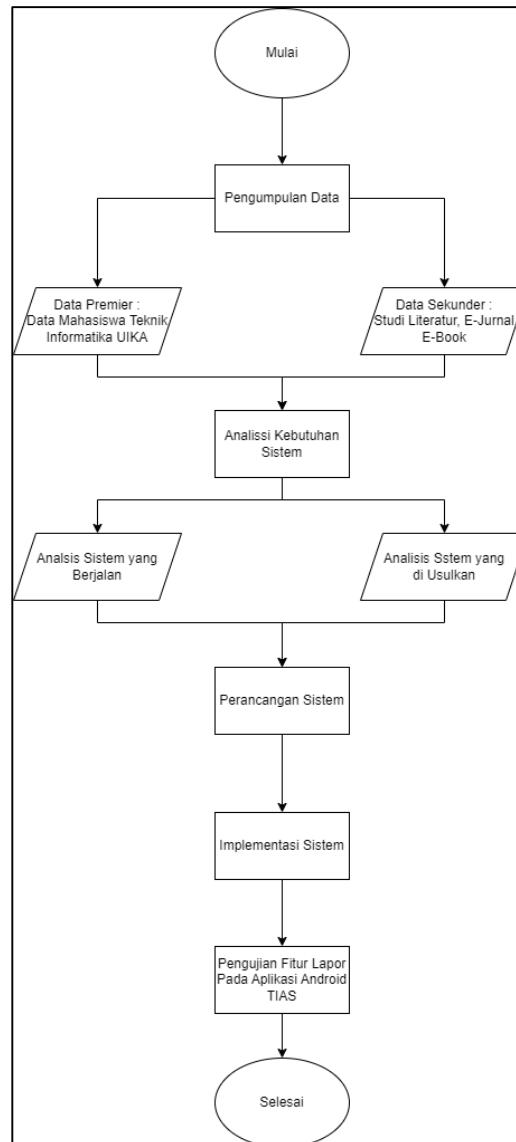 Mulai
Pengumpulan Data
Data Premier :
Data Mahasiswa Teknik
Informatika UIKA
Data Sekunder :
Studi Literatur, E-Jurnal,
E-Book
Analissi Kebutuhan
Sistem
Analsis Sistem yang
Berjalan
Analisis Sstem yang
di Usulkan
Perancangan Sistem
Implementasi Sistem
Pengujian Fitur Lapor
Pada Aplikasi Android
TIAS
Selesai